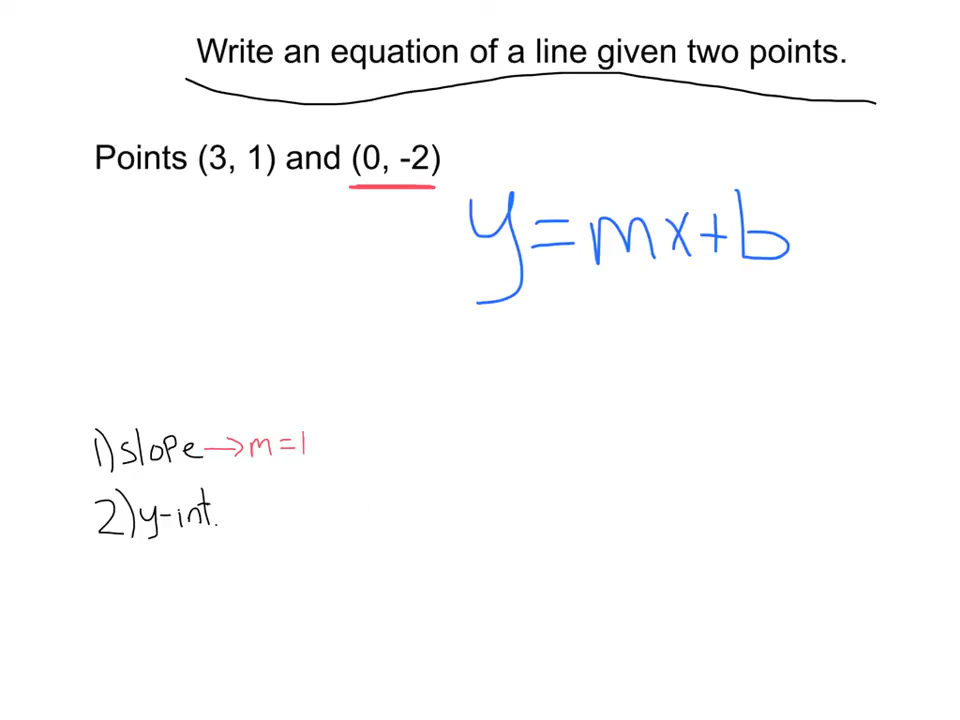 Write an equation of a line given two points.
Points (3, 1) and (0, -2)
y=mx+b
1) slope → m=1
2) y-int.